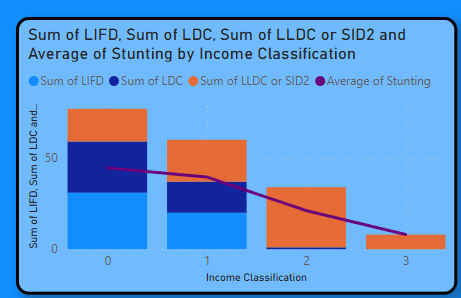 Sum of LIFD, Sum of LDC, Sum of LLDC or SID2 and
Average of Stunting by Income Classification
Sum of LIFD Sum of LDC Sum of LLDC or SID2 Average of Stunting
Sum of LIFD, Sum of LDC and...
50
0
0 1 2 3
Income Classification